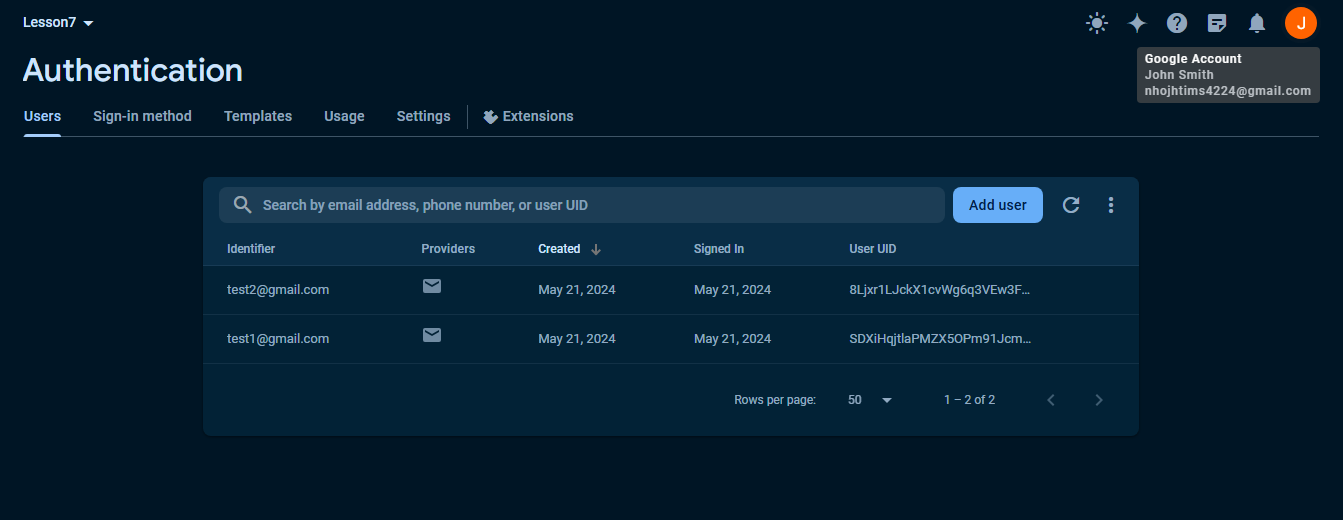 Lesson7
J
Google Account
John Smith
nhojhtims4224@gmail.com
Authentication
Users Sign-in method Templates Usage Settings Extensions
Search by email address, phone number, or user UID Add user
Identifier Providers Created Signed In User UID
test2@gmail.com May 21, 2024 May 21, 2024 8Ljxr1LJckX1cvWg6q3VEw3F…
test1@gmail.com May 21, 2024 May 21, 2024 SDXiHqjtlaPMZX5OPm91Jcm…
Rows per page: 50 1 – 2 of 2